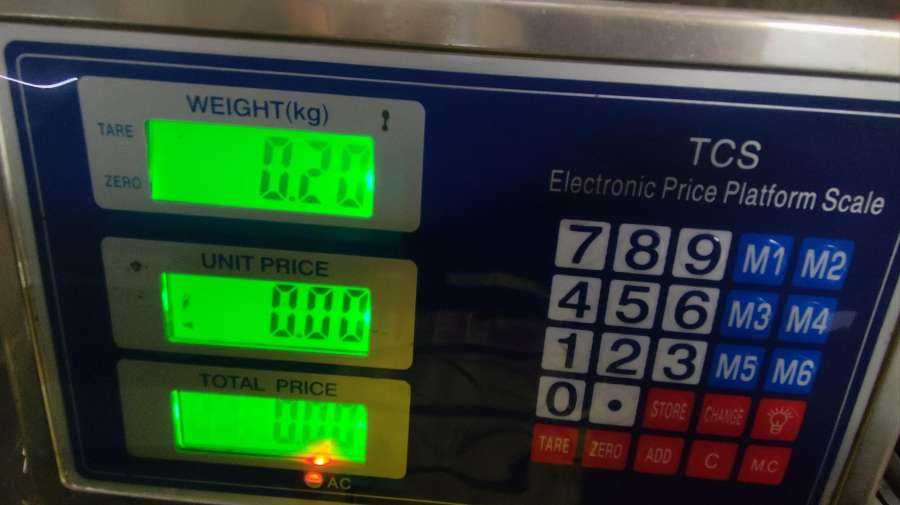 WEIGHT(kg)
TARE
0.20
ZERO
UNIT PRICE
0.00
TOTAL PRICE
0.00
AC
TCS
Electronic Price Platform Scale
7 8 9 M1 M2
4 5 6 M3 M4
1 2 3 M5 M6
0 . STORE CHANGE
TARE ZERO ADD C M.C